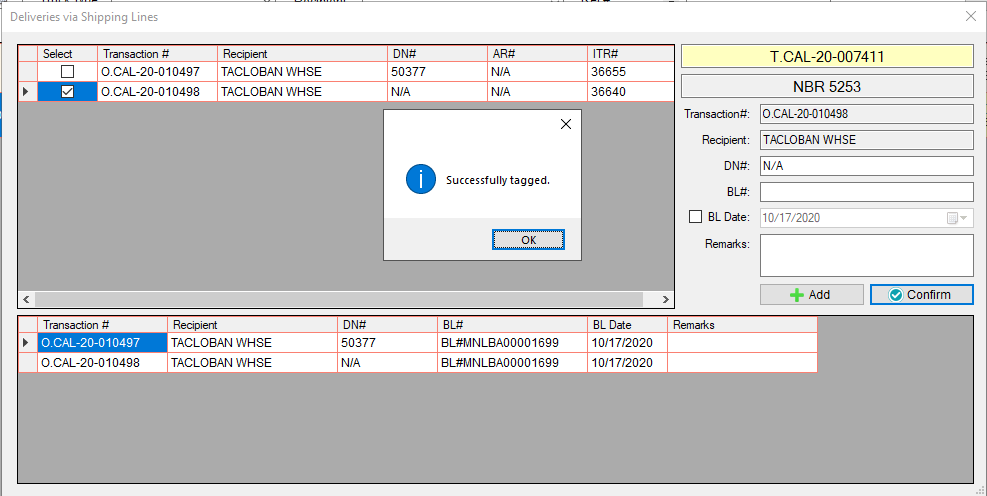 Deliveries via Shipping Lines
Select Transaction # Recipient DN# AR# ITR#
O.CAL-20-010497 TACLOBAN WHSE 50377 N/A 36655
O.CAL-20-010498 TACLOBAN WHSE N/A N/A 36640
T.CAL-20-007411
NBR 5253
Transaction#: O.CAL-20-010498
Recipient: TACLOBAN WHSE
DN#: N/A
BL#:
BL Date: 10/17/2020
Remarks:
Add Confirm
Successfully tagged.
OK
Transaction # Recipient DN# BL# BL Date Remarks
O.CAL-20-010497 TACLOBAN WHSE 50377 BL#MNLBA00001699 10/17/2020
O.CAL-20-010498 TACLOBAN WHSE N/A BL#MNLBA00001699 10/17/2020